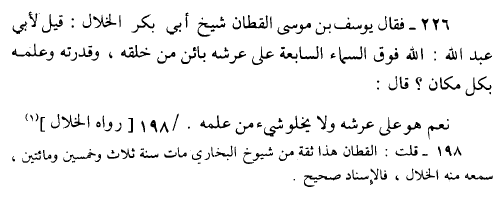 ٢٢٦ ـ فقال يوسف بن موسى القطان شيخ أبي بكر الخلال : قيل لأبي
عبد الله : الله فوق السماء السابعة على عرشه بائن من خلقه ، وقدرته وعلمه
بكل مكان ؟ قال :
نعم هو على عرشه ولا يخلو شيء من علمه . / ١٩٨ [ رواه الخلال ] (١)
١٩٨ ـ قلت : القطان هذا ثقة من شيوخ البخاري مات سنة ثلاث وخمسين ومائتين ،
سمعه منه الخلال ، فالإسناد صحيح .